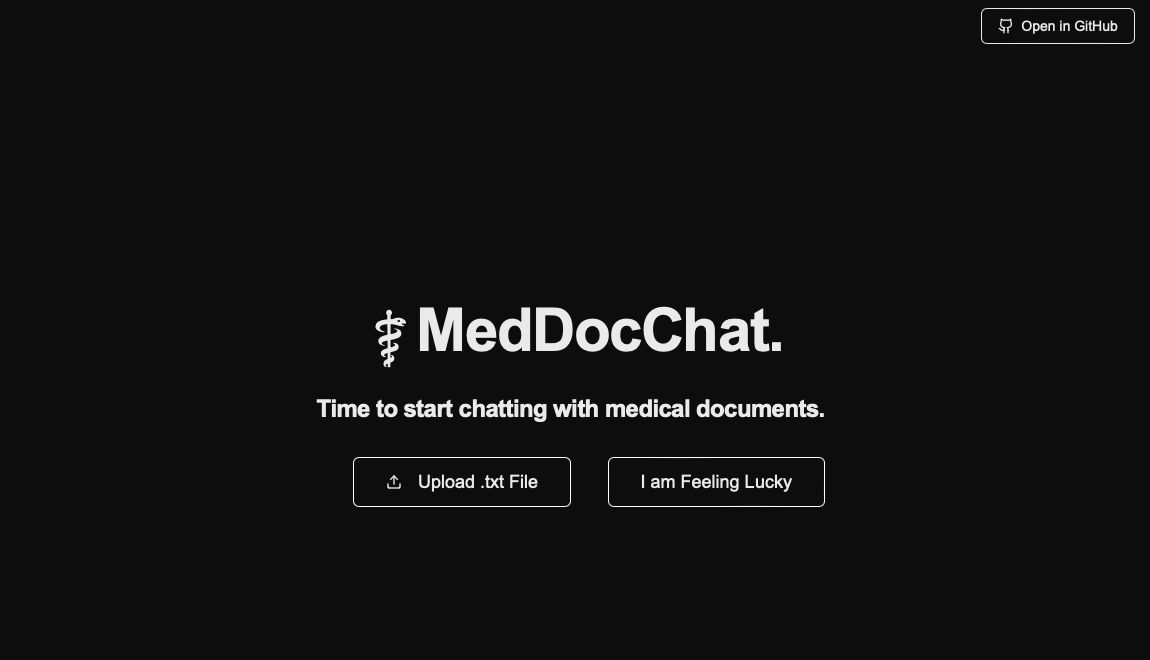 Open in GitHub
MedDocChat.
Time to start chatting with medical documents.
Upload .txt File
I am Feeling Lucky